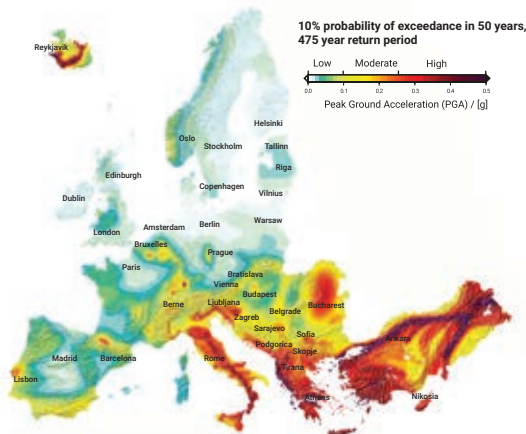 10% probability of exceedance in 50 years,
475 year return period
Low Moderate High
0.0 0.1 0.2 0.3 0.4 0.5
Peak Ground Acceleration (PGA) / [g]
Reykjavik
Helsinki
Oslo
Stockholm
Tallinn
Riga
Edinburgh
Copenhagen
Vilnius
Dublin
Warsaw
Berlin
Amsterdam
London
Bruxelles
Prague
Paris
Bratislava
Vienna
Budapest
Berne
Ljubljana
Bucharest
Belgrade
Zagreb
Sarajevo
Sofia
Ankara
Podgorica
Skopje
Madrid
Barcelona
Rome
Tirana
Lisbon
Athens
Nikosia